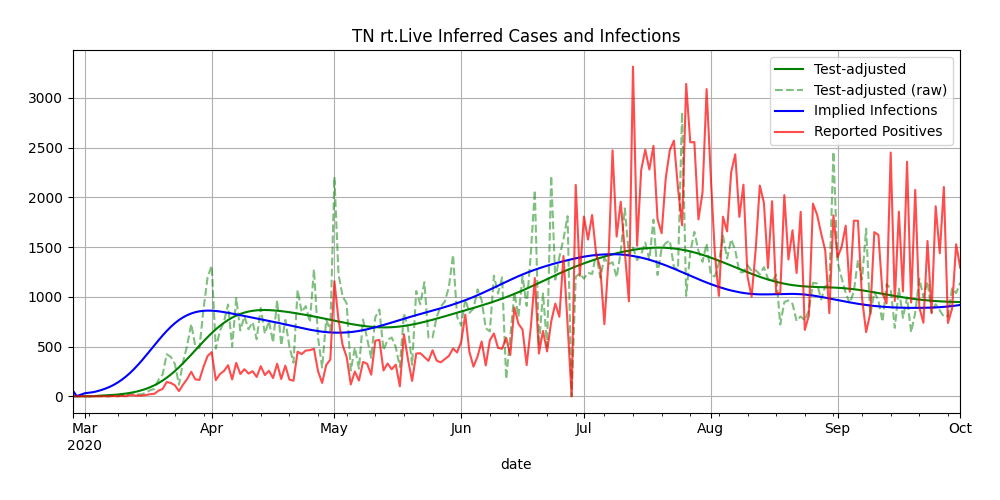 TN rt.Live Inferred Cases and Infections
Test-adjusted
Test-adjusted (raw)
Implied Infections
Reported Positives
3000
2500
2000
1500
1000
500
0
Mar Apr May Jun Jul Aug Sep Oct
2020
date